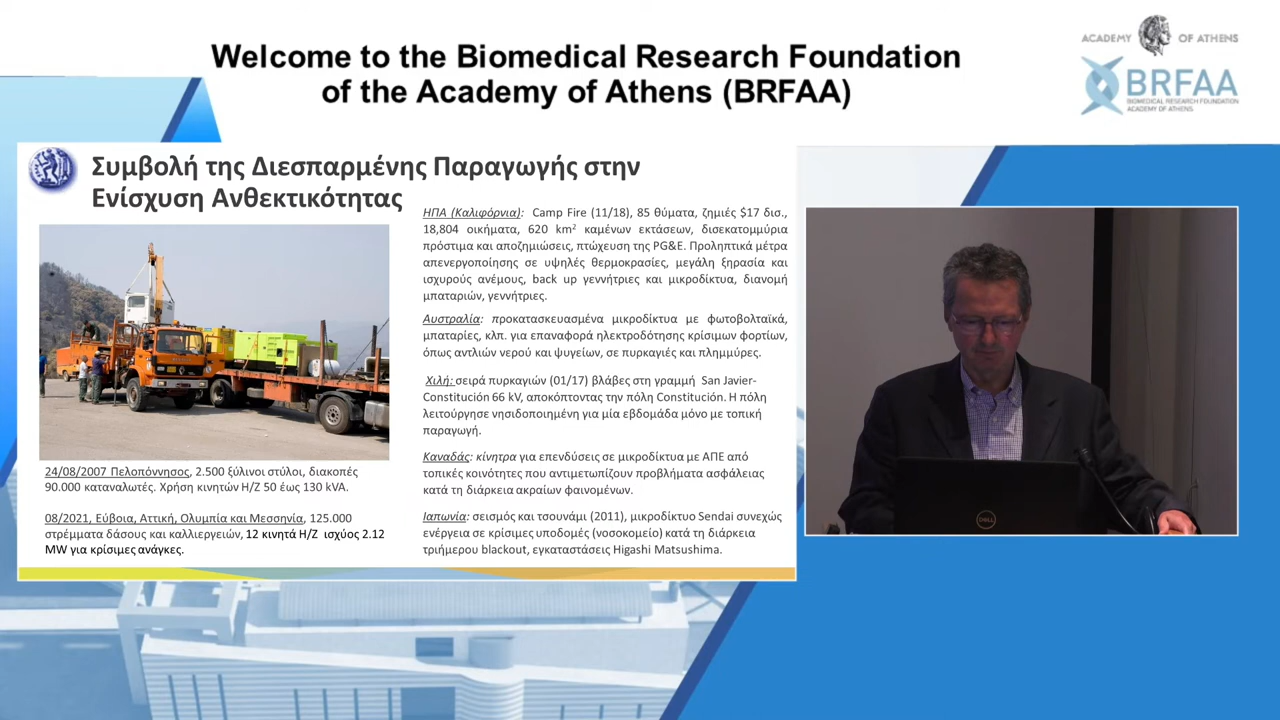 Welcome to the Biomedical Research Foundation
of the Academy of Athens (BRFAA)
ACADEMY OF ATHENS
BRFAA
BIOMEDICAL RESEARCH FOUNDATION
ACADEMY OF ATHENS
Συμβολή της Διεσπαρμένης Παραγωγής στην
Ενίσχυση Ανθεκτικότητας
24/08/2007 Πελοπόννησος, 2.500 ξύλινοι στύλοι, διακοπές
90.000 καταναλωτές. Χρήση κινητών Η/Ζ 50 έως 130 kVA.
08/2021, Εύβοια, Αττική, Ολυμπία και Μεσσηνία, 125.000
στρέμματα δάσους και καλλιεργειών, 12 κινητά Η/Ζ ισχύος 2.12
MW για κρίσιμες ανάγκες.
ΗΠΑ (Καλιφόρνια): Camp Fire (11/18), 85 θύματα, ζημιές $17 δισ.,
18,804 οικήματα, 620 km² καμένων εκτάσεων, δισεκατομμύρια
πρόστιμα και αποζημιώσεις, πτώχευση της PG&E. Προληπτικά μέτρα
απενεργοποίησης σε υψηλές θερμοκρασίες, μεγάλη ξηρασία και
ισχυρούς ανέμους, back up γεννήτριες και μικροδίκτυα, διανομή
μπαταριών, γεννήτριες.
Αυστραλία: προκατασκευασμένα μικροδίκτυα με φωτοβολταϊκά,
μπαταρίες, κλπ. για επαναφορά ηλεκτροδότησης κρίσιμων φορτίων,
όπως αντλιών νερού και ψυγείων, σε πυρκαγιές και πλημμύρες.
Χιλή: σειρά πυρκαγιών (01/17) βλάβες στη γραμμή San Javier-
Constitución 66 kV, αποκόπτοντας την πόλη Constitución. Η πόλη
λειτούργησε νησιδοποιημένη για μία εβδομάδα μόνο με τοπική
παραγωγή.
Καναδάς: κίνητρα για επενδύσεις σε μικροδίκτυα με ΑΠΕ από
τοπικές κοινότητες που αντιμετωπίζουν προβλήματα ασφάλειας
κατά τη διάρκεια ακραίων φαινομένων.
Ιαπωνία: σεισμός και τσουνάμι (2011), μικροδίκτυο Sendai συνεχώς
ενέργεια σε κρίσιμες υποδομές (νοσοκομείο) κατά τη διάρκεια
τριήμερου blackout, εγκαταστάσεις Higashi Matsushima.
DELL